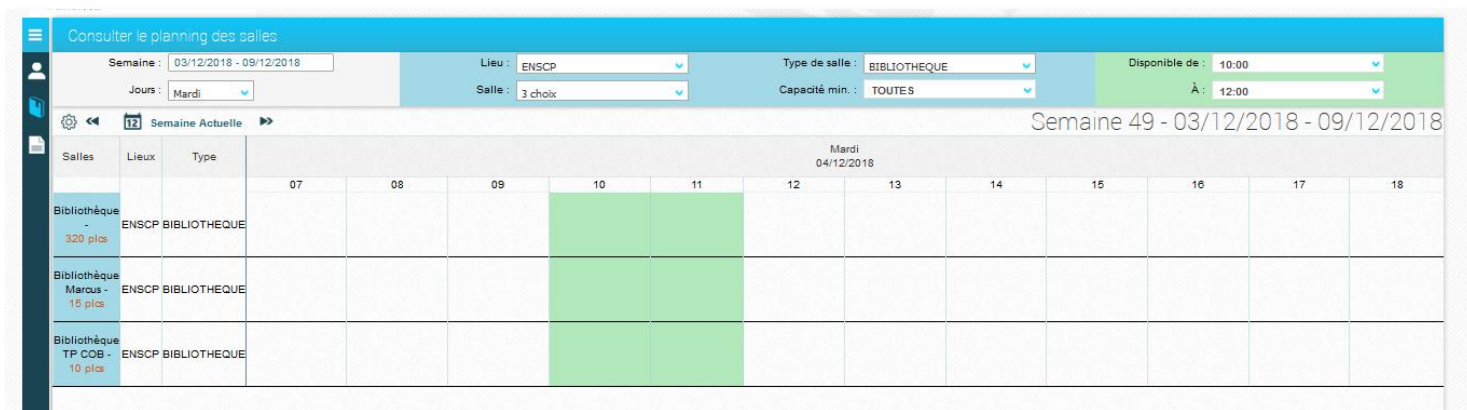 Consulter le planning des salles
Semaine : 03/12/2018 - 09/12/2018 Lieu : ENSCP Type de salle : BIBLIOTHEQUE Disponible de : 10:00
Jours : Mardi Salle : 3 choix Capacité min. : TOUTES À : 12:00
12 Semaine Actuelle Semaine 49 - 03/12/2018 - 09/12/2018
Salles Lieux Type Mardi
04/12/2018
07 08 09 10 11 12 13 14 15 16 17 18
Bibliothèque
-
320 plcs
ENSCP BIBLIOTHEQUE
Bibliothèque
Marcus -
15 plcs
ENSCP BIBLIOTHEQUE
Bibliothèque
TP COB -
10 plcs
ENSCP BIBLIOTHEQUE